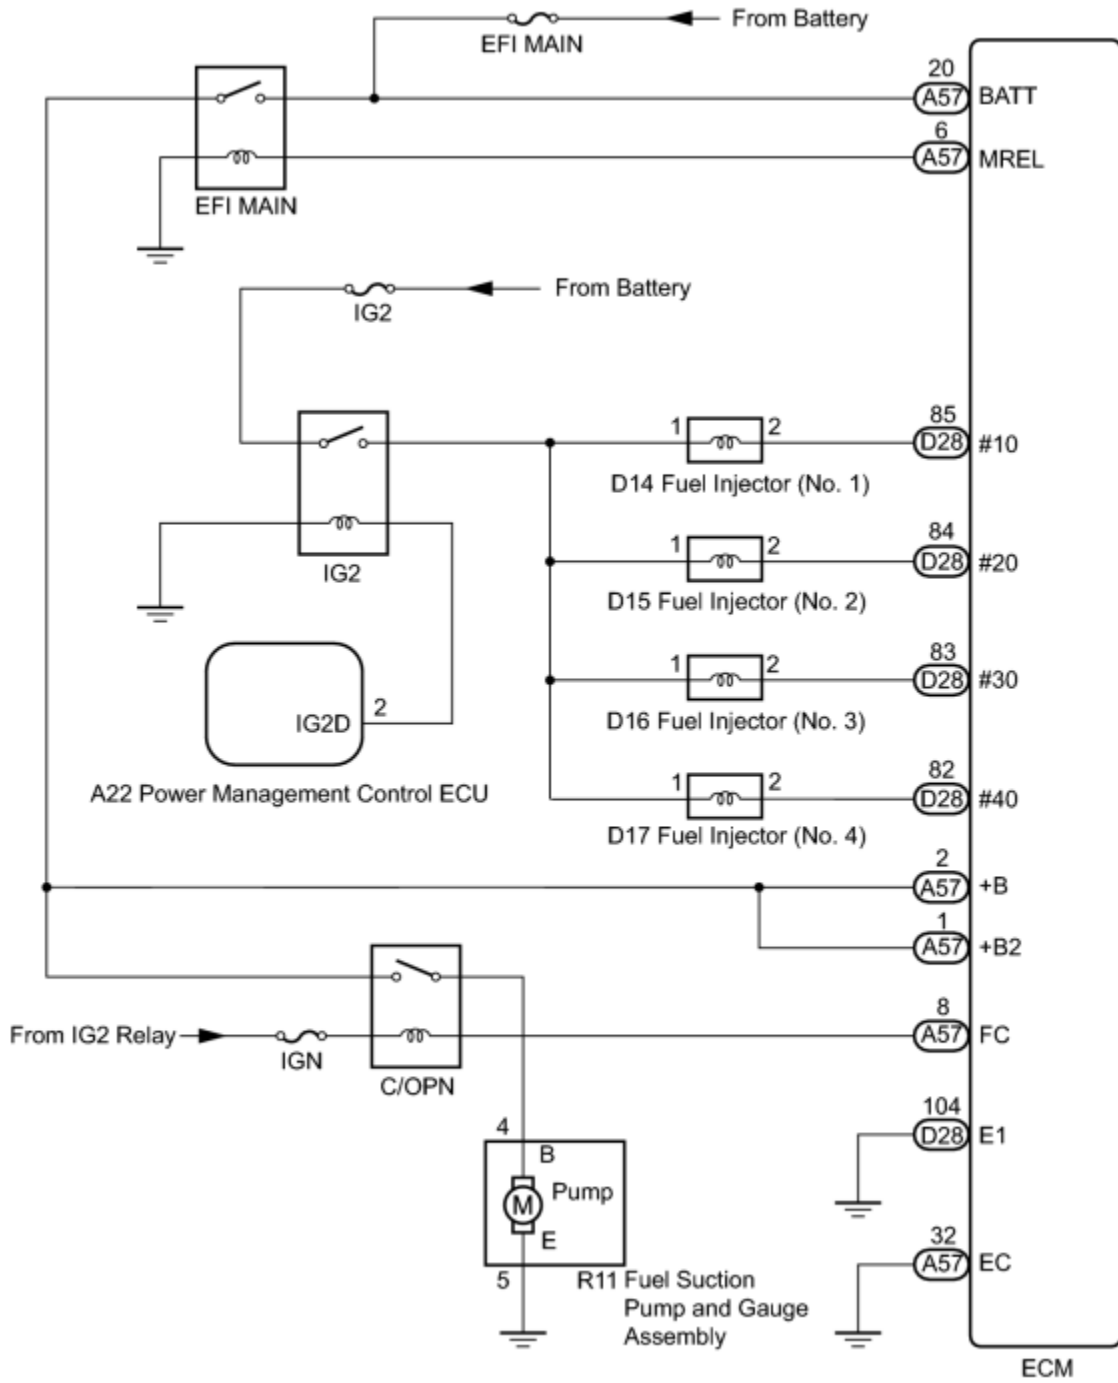 From Battery
EFI MAIN
20
A57 BATT
6
A57 MREL
EFI MAIN
From Battery
IG2
85
1 2 D28 #10
D14 Fuel Injector (No. 1)
84
1 2 D28 #20
IG2
D15 Fuel Injector (No. 2)
83
1 2 D28 #30
IG2D 2
D16 Fuel Injector (No. 3)
A22 Power Management Control ECU
82
1 2 D28 #40
D17 Fuel Injector (No. 4)
2
A57 +B
1
A57 +B2
8
From IG2 Relay
IGN
A57 FC
C/OPN
104
D28 E1
4
B
Pump
M
E
5
32
A57 EC
R11 Fuel Suction
Pump and Gauge
Assembly
ECM